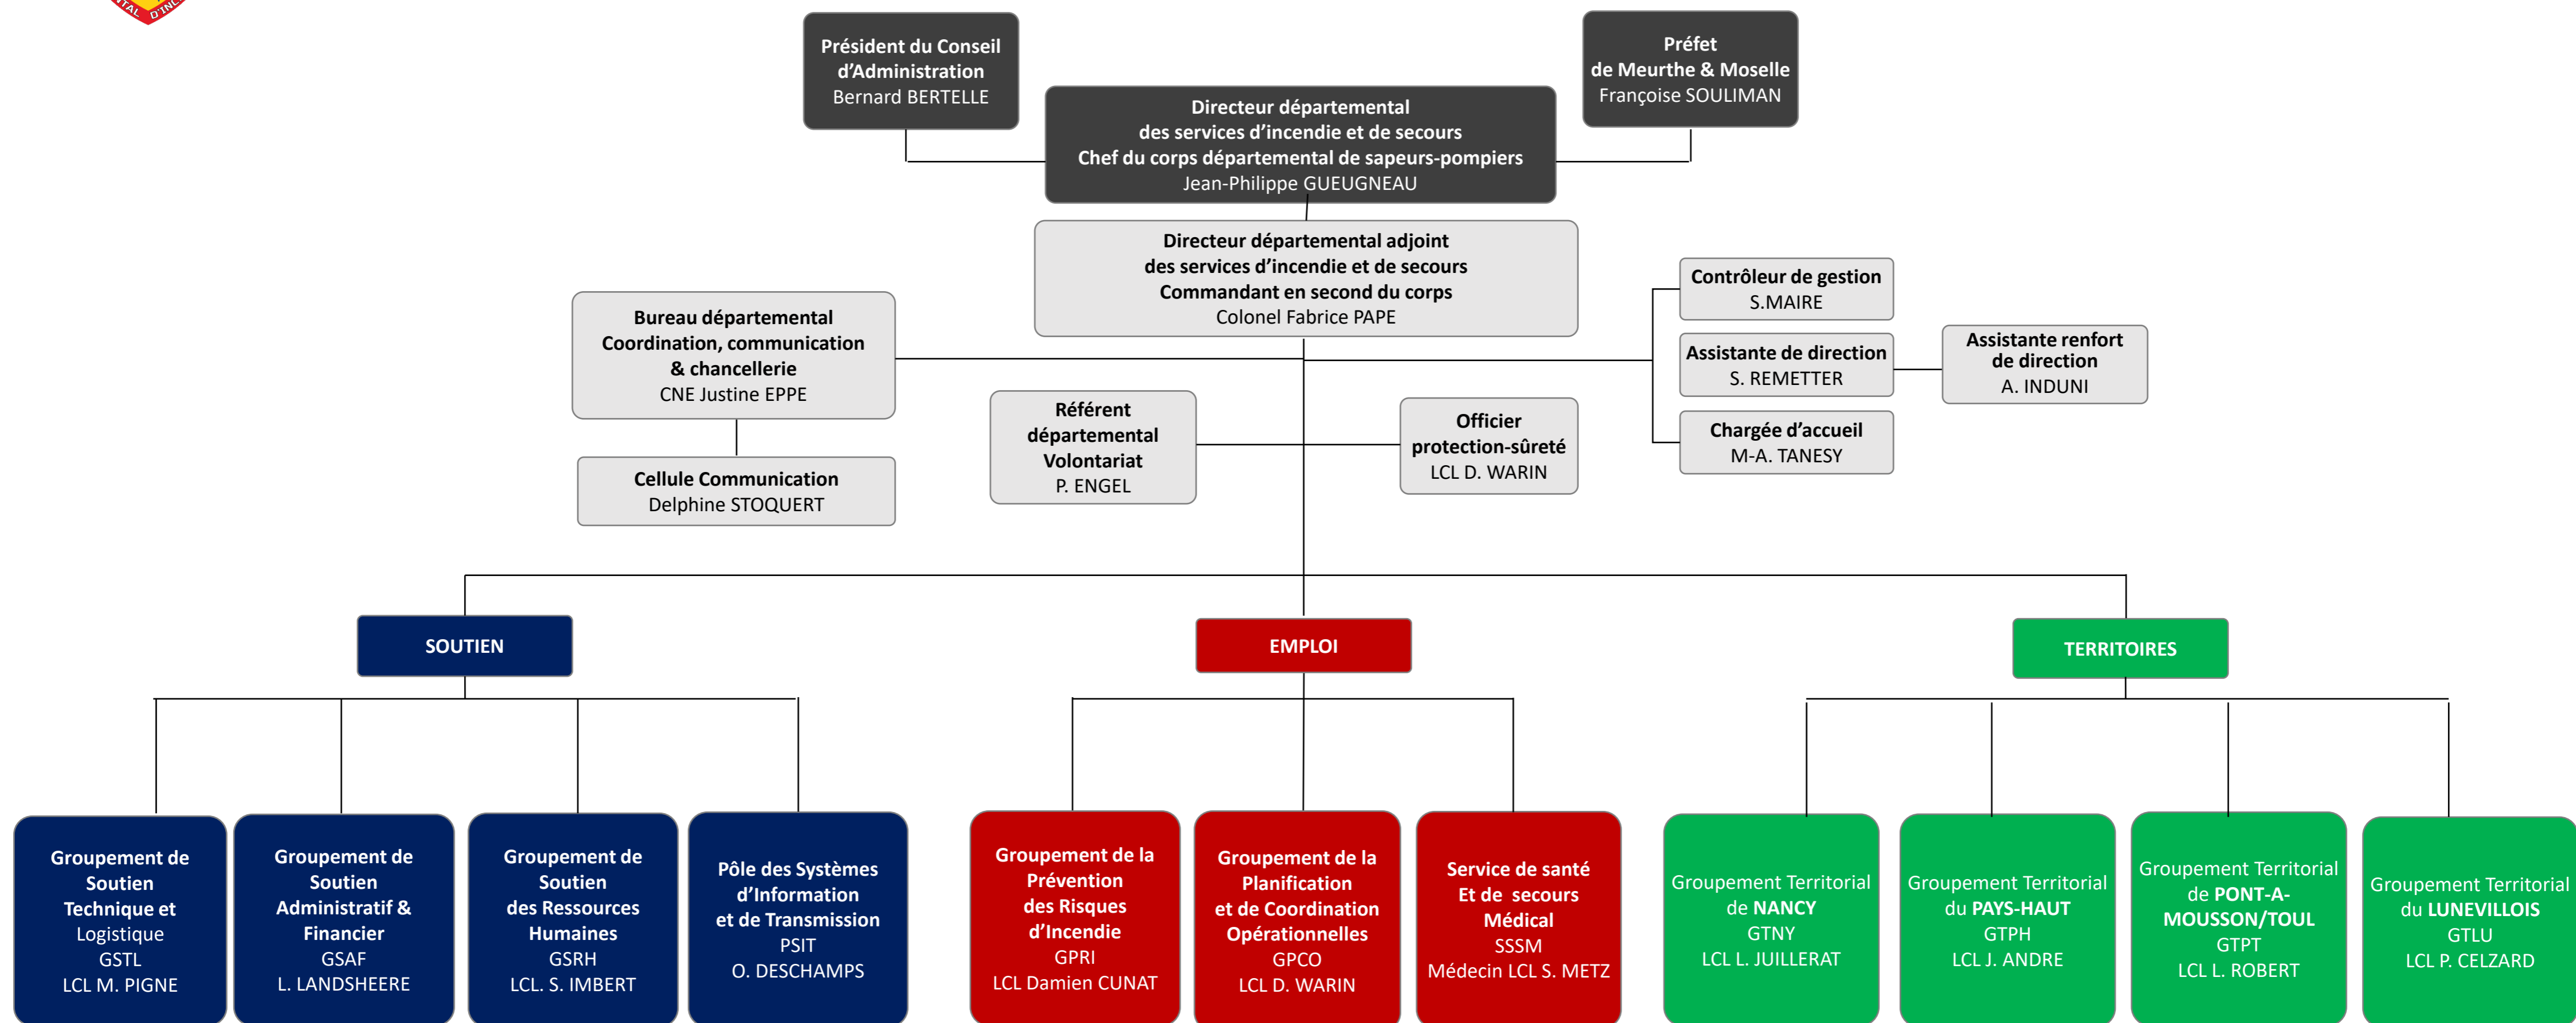 NTAL D'INC
Président du Conseil
d'Administration
Bernard BERTELLE
Préfet
de Meurthe & Moselle
Françoise SOULIMAN
Directeur départemental
des services d'incendie et de secours
Chef du corps départemental de sapeurs-pompiers
Jean-Philippe GUEUGNEAU
Directeur départemental adjoint
des services d'incendie et de secours
Commandant en second du corps
Colonel Fabrice PAPE
Bureau départemental
Coordination, communication
& chancellerie
CNE Justine EPPE
Cellule Communication
Delphine STOQUERT
Référent
départemental
Volontariat
P. ENGEL
Officier
protection-sûreté
LCL D. WARIN
Contrôleur de gestion
S.MAIRE
Assistante de direction
S. REMETTER
Assistante renfort
de direction
A. INDUNI
Chargée d'accueil
M-A. TANESY
SOUTIEN
EMPLOI
TERRITOIRES
Groupement de
Soutien
Technique et
Logistique
GSTL
LCL M. PIGNE
Groupement de
Soutien
Administratif &
Financier
GSAF
L. LANDSHEERE
Groupement de
Soutien
des Ressources
Humaines
GSRH
LCL. S. IMBERT
Pôle des Systèmes
d'Information
et de Transmission
PSIT
O. DESCHAMPS
Groupement de la
Prévention
des Risques
d'Incendie
GPRI
LCL Damien CUNAT
Groupement de la
Planification
et de Coordination
Opérationnelles
GPCO
LCL D. WARIN
Service de santé
Et de secours
Médical
SSSM
Médecin LCL S. METZ
Groupement Territorial
de NANCY
GTNY
LCL L. JUILLERAT
Groupement Territorial
du PAYS-HAUT
GTPH
LCL J. ANDRE
Groupement Territorial
de PONT-A-
MOUSSON/TOUL
GTPT
LCL L. ROBERT
Groupement Territorial
du LUNEVILLOIS
GTLU
LCL P. CELZARD